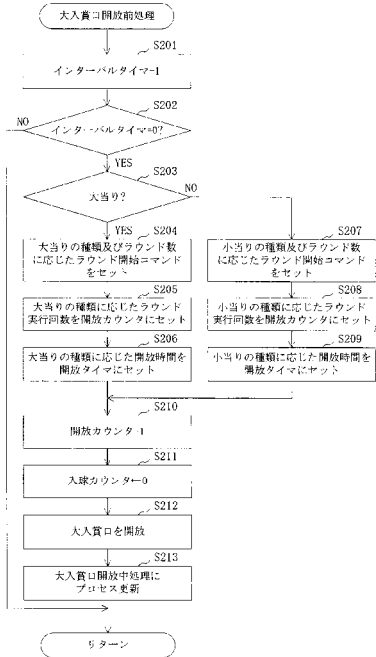 大入賞口開放前処理
S201
インターバルタイマ-1
S202
NO
インターバルタイマ=0?
YES
S203
大当り?
NO
YES
S204
大当りの種類及びラウンド数
に応じたラウンド開始コマンド
をセット
S207
小当りの種類及びラウンド数
に応じたラウンド開始コマンド
をセット
S205
大当りの種類に応じたラウンド
実行回数を開放カウンタにセット
S208
小当りの種類に応じたラウンド
実行回数を開放カウンタにセット
S206
大当りの種類に応じた開放時間を
開放タイマにセット
S209
小当りの種類に応じた開放時間を
開放タイマにセット
S210
開放カウンタ-1
S211
入球カウンタ←0
S212
大入賞口を開放
S213
大入賞口開放中処理に
プロセス更新
リターン